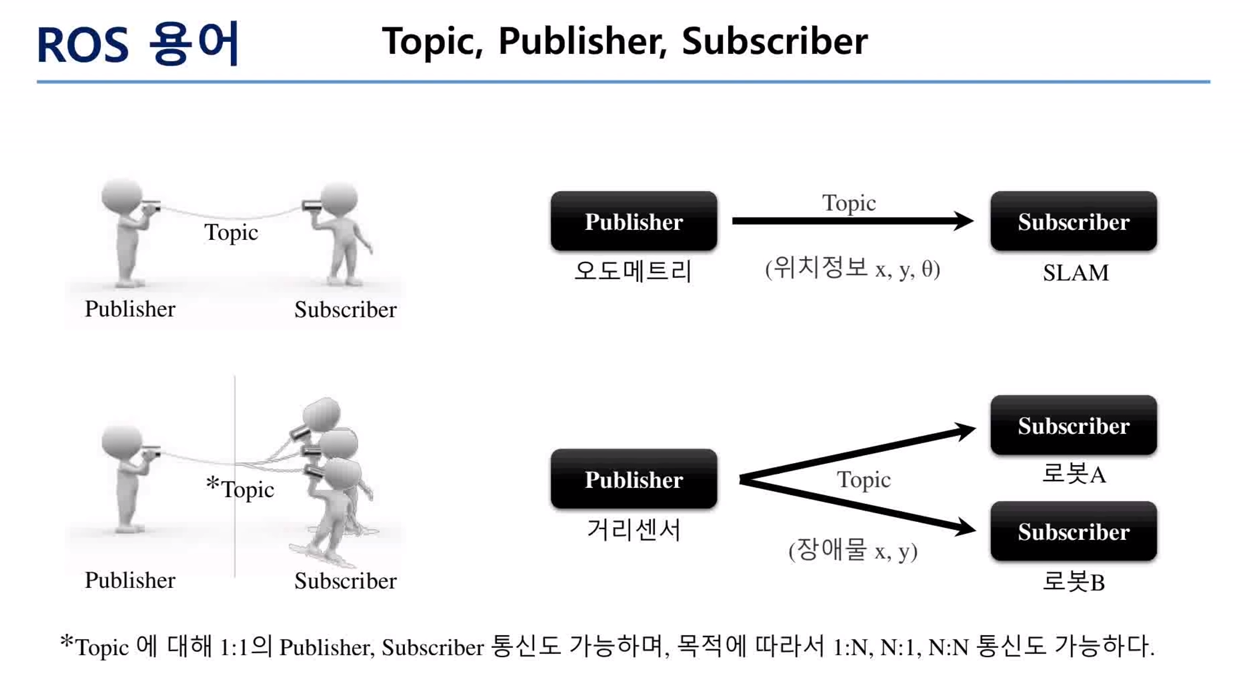 ROS 용어
Topic, Publisher, Subscriber
Topic
Publisher
Subscriber
Publisher
오도메트리
Topic
(위치정보 x, y, θ)
Subscriber
SLAM
*Topic
Publisher
Subscriber
Publisher
거리센서
Topic
(장애물 x, y)
Subscriber
로봇A
Subscriber
로봇B
*Topic 에 대해 1:1의 Publisher, Subscriber 통신도 가능하며, 목적에 따라서 1:N, N:1, N:N 통신도 가능하다.